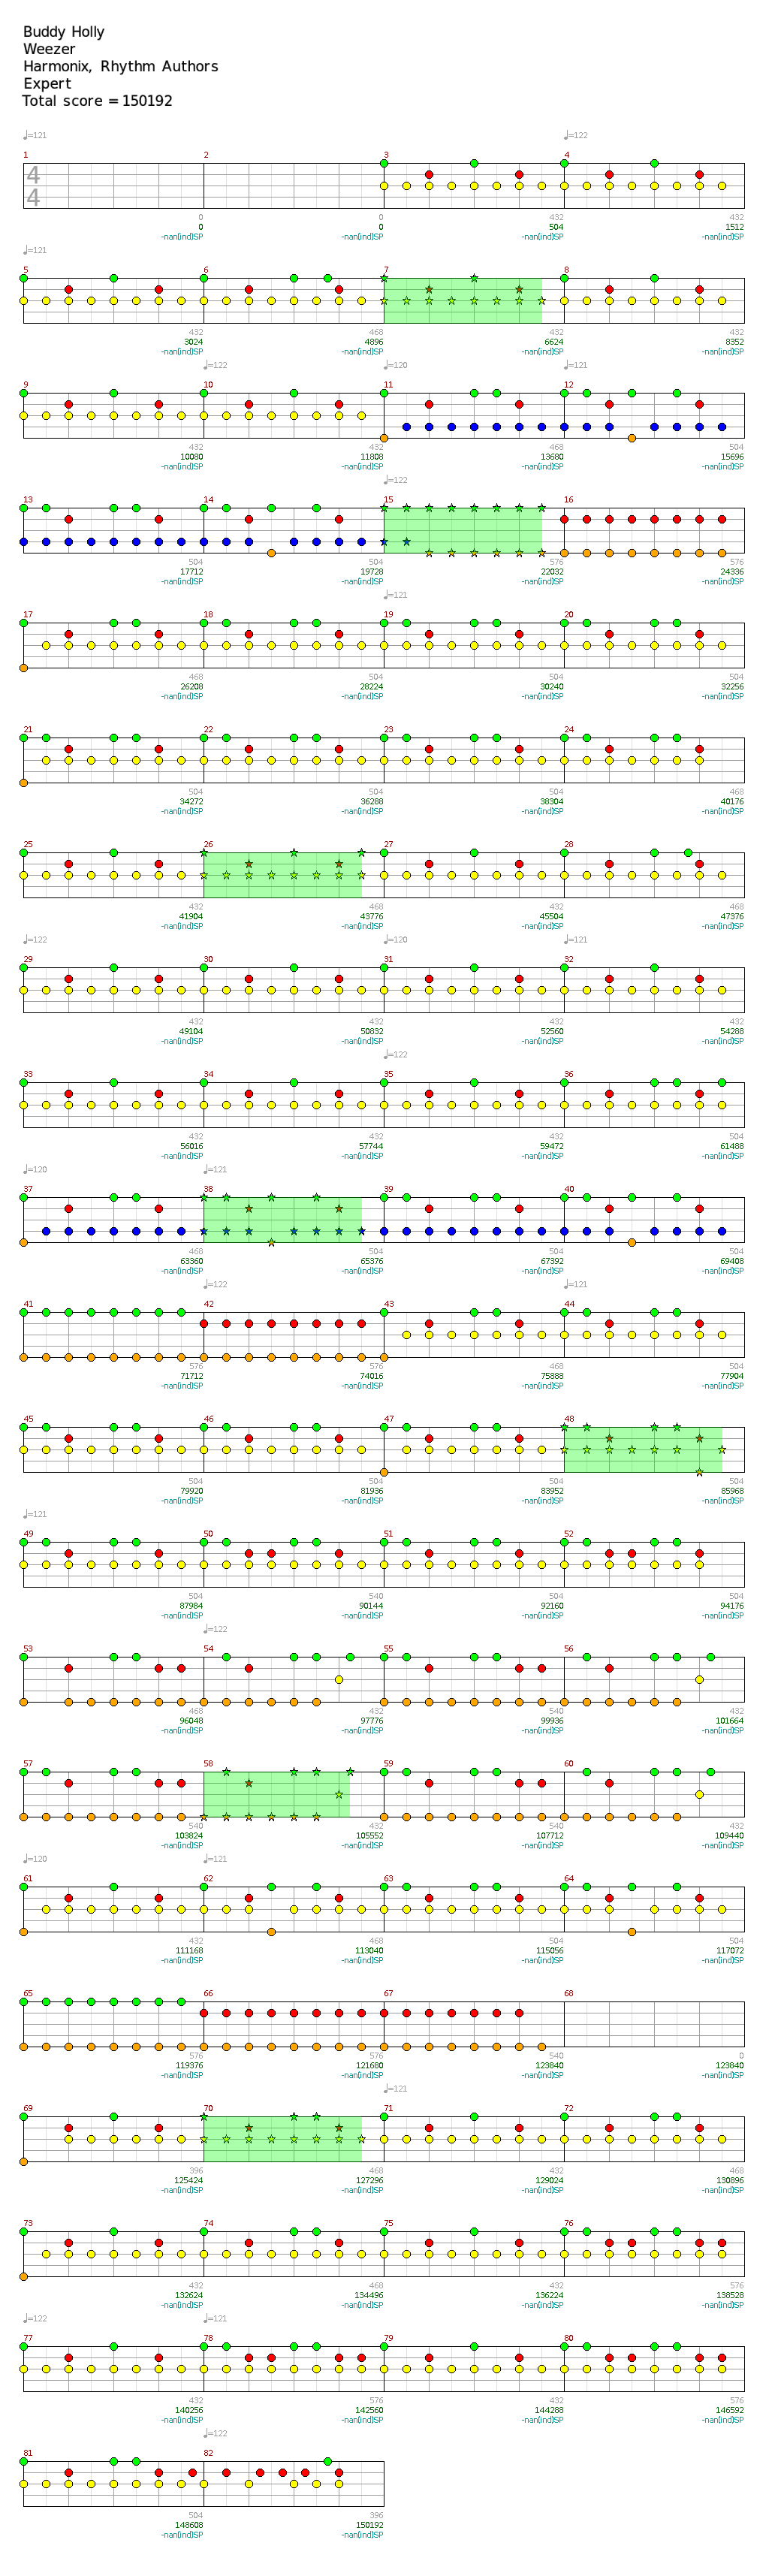 Buddy Holly
Weezer
Harmonix, Rhythm Authors
Expert
Total score = 150192
♩=121 ♩=122
1 2 3 4
4
4
0 0 432 432
0 0 504 1512
-nan(ind)SP -nan(ind)SP -nan(ind)SP
♩=121
5 6 7 8
432 468 432 432
3024 4896 6624 8352
-nan(ind)SP -nan(ind)SP -nan(ind)SP -nan(ind)SP
♩=122 ♩=120 ♩=121
9 10 11 12
432 432 468 504
10080 11808 13680 15696
-nan(ind)SP -nan(ind)SP -nan(ind)SP -nan(ind)SP
♩=122
13 14 15 16
504 504 576 576
17712 19728 22032 24336
-nan(ind)SP -nan(ind)SP -nan(ind)SP -nan(ind)SP
♩=121
17 18 19 20
468 504 504 504
26208 28224 30240 32256
-nan(ind)SP -nan(ind)SP -nan(ind)SP -nan(ind)SP
21 22 23 24
504 504 504 468
34272 36288 38304 40176
-nan(ind)SP -nan(ind)SP -nan(ind)SP -nan(ind)SP
25 26 27 28
432 468 432 468
41904 43776 45504 47376
-nan(ind)SP -nan(ind)SP -nan(ind)SP -nan(ind)SP
♩=122 ♩=120 ♩=121
29 30 31 32
432 432 432 432
49104 50832 52560 54288
-nan(ind)SP -nan(ind)SP -nan(ind)SP -nan(ind)SP
♩=122
33 34 35 36
432 432 432 504
56016 57744 59472 61488
-nan(ind)SP -nan(ind)SP -nan(ind)SP -nan(ind)SP
♩=120 ♩=121
37 38 39 40
468 504 504 504
63360 65376 67392 69408
-nan(ind)SP -nan(ind)SP -nan(ind)SP -nan(ind)SP
♩=122 ♩=121
41 42 43 44
576 576 468 504
71712 74016 75888 77904
-nan(ind)SP -nan(ind)SP -nan(ind)SP -nan(ind)SP
45 46 47 48
504 504 504 504
79920 81936 83952 85968
-nan(ind)SP -nan(ind)SP -nan(ind)SP -nan(ind)SP
♩=121
49 50 51 52
504 540 504 504
87984 90144 92160 94176
-nan(ind)SP -nan(ind)SP -nan(ind)SP -nan(ind)SP
♩=122
53 54 55 56
468 432 540 432
96048 97776 99936 101664
-nan(ind)SP -nan(ind)SP -nan(ind)SP -nan(ind)SP
57 58 59 60
540 432 540 432
103824 105552 107712 109440
-nan(ind)SP -nan(ind)SP -nan(ind)SP -nan(ind)SP
♩=120 ♩=121
61 62 63 64
432 468 504 504
111168 113040 115056 117072
-nan(ind)SP -nan(ind)SP -nan(ind)SP -nan(ind)SP
65 66 67 68
576 576 540 0
119376 121680 123840 123840
-nan(ind)SP -nan(ind)SP -nan(ind)SP -nan(ind)SP
♩=121
69 70 71 72
396 468 432 468
125424 127296 129024 130896
-nan(ind)SP -nan(ind)SP -nan(ind)SP -nan(ind)SP
73 74 75 76
432 468 432 576
132624 134496 136224 138528
-nan(ind)SP -nan(ind)SP -nan(ind)SP -nan(ind)SP
♩=122 ♩=121
77 78 79 80
432 576 432 576
140256 142560 144288 146592
-nan(ind)SP -nan(ind)SP -nan(ind)SP -nan(ind)SP
♩=122
81 82
504 396
148608 150192
-nan(ind)SP -nan(ind)SP